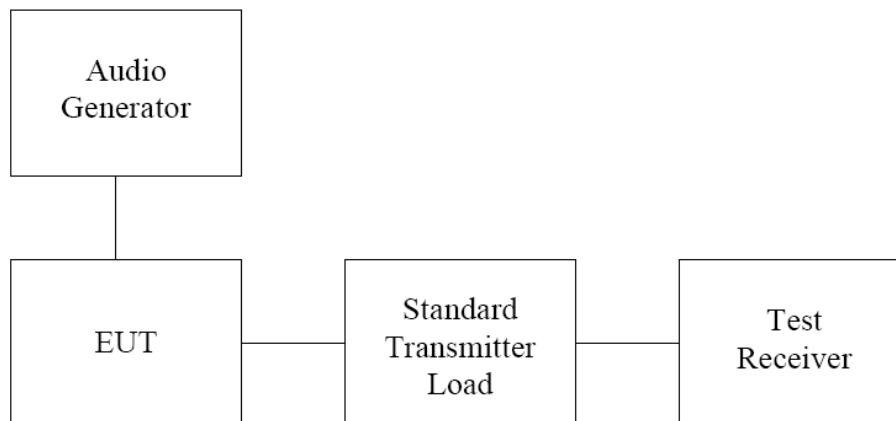 Audio
Generator
EUT
Standard
Transmitter
Load
Test
Receiver